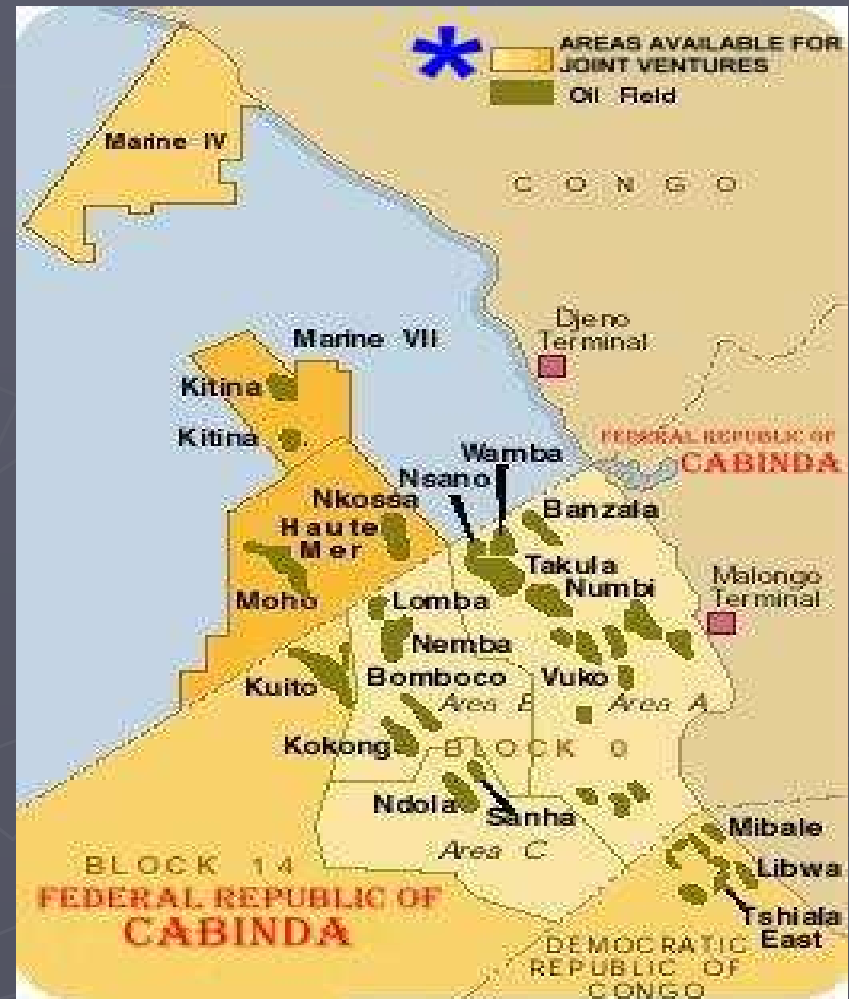 AREAS AVAILABLE FOR
JOINT VENTURES
Oil Field
Marine IV
C O N G O
Djeno
Terminal
Marine VII
Kitina
Kitina
FEDERAL REPUBLIC OF
CABINDA
Wamba
Nsano
Nkossa
Banzala
Haute
Mer
Takula
Numbi
Malongo
Terminal
Moho
Lomba
Nemba
Kuito
Bomboco
Vuko
Area B
Area A
Kokong
BLOCK 0
Ndola
Sanha
Mibale
Area C
BLOCK 14
Libwa
FEDERAL REPUBLIC OF
CABINDA
Tshiala
East
DEMOCRATIC
REPUBLIC OF
CONGO